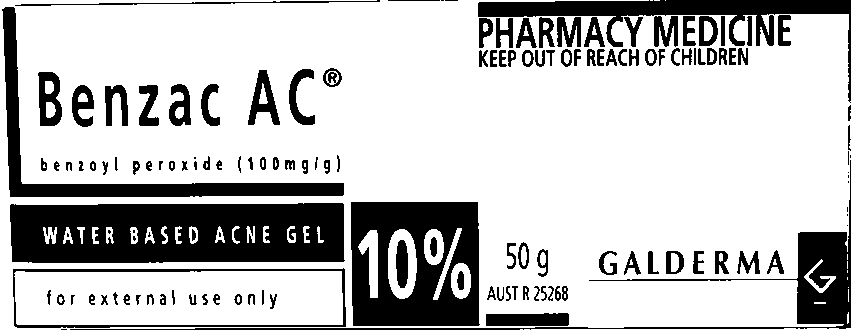 PHARMACY MEDICINE
KEEP OUT OF REACH OF CHILDREN
Benzac AC®
benzoyl peroxide (100mg/g)
WATER BASED ACNE GEL
for external use only
10%
50 g
AUST R 25268
GALDERMA
G